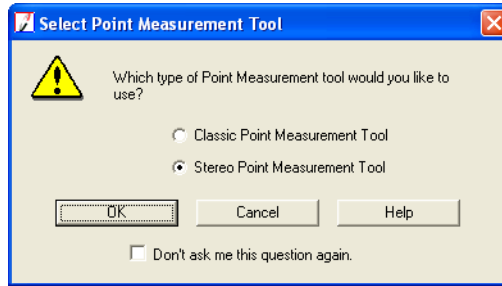 Select Point Measurement Tool
Which type of Point Measurement tool would you like to
use?
Classic Point Measurement Tool
Stereo Point Measurement Tool
OK Cancel Help
Don't ask me this question again.